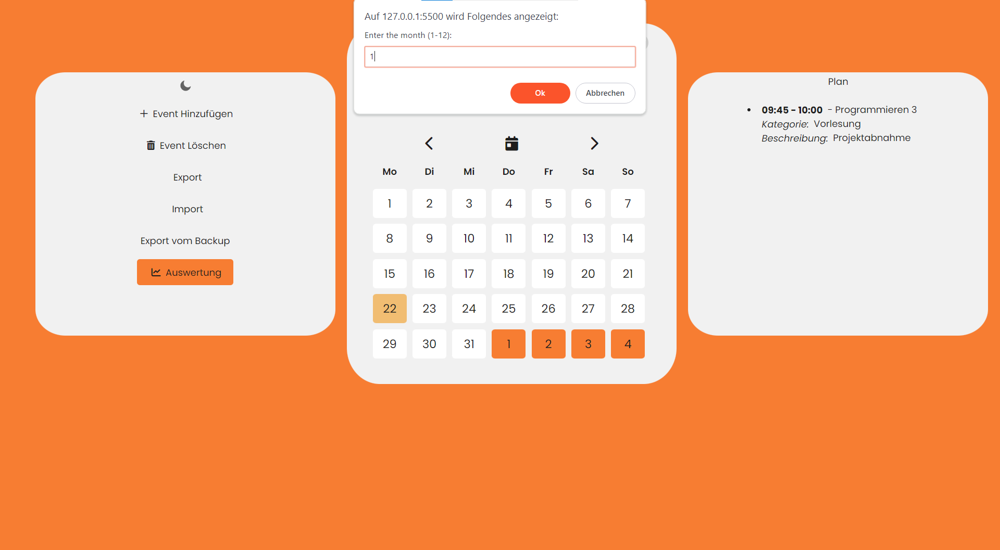 Auf 127.0.0.1:5500 wird Folgendes angezeigt:
Enter the month (1-12):
1
Ok Abbrechen
Event Hinzufügen
Event Löschen
Export
Import
Export vom Backup
Auswertung
Mo Di Mi Do Fr Sa So
1 2 3 4 5 6 7
8 9 10 11 12 13 14
15 16 17 18 19 20 21
22 23 24 25 26 27 28
29 30 31 1 2 3 4
Plan
09:45 - 10:00 - Programmieren 3
Kategorie: Vorlesung
Beschreibung: Projektabnahme